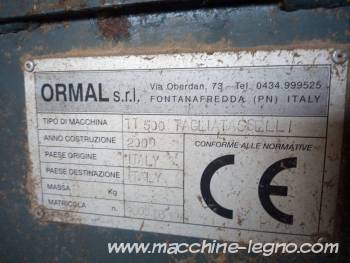 ORMAL s.r.l.
Via Oberdan, 73 - Tel. 0434.999525
FONTANAFREDDA (PN) ITALY
TIPO DI MACCHINA TT 500
ANNO COSTRUZIONE 2000
CONFORME ALLE NORMATIVE
PAESE ORIGINE ITALY
PAESE DESTINAZIONE ITALY
MASSA Kg
MATRICOLA n.
CE
www.macchine-legno.com